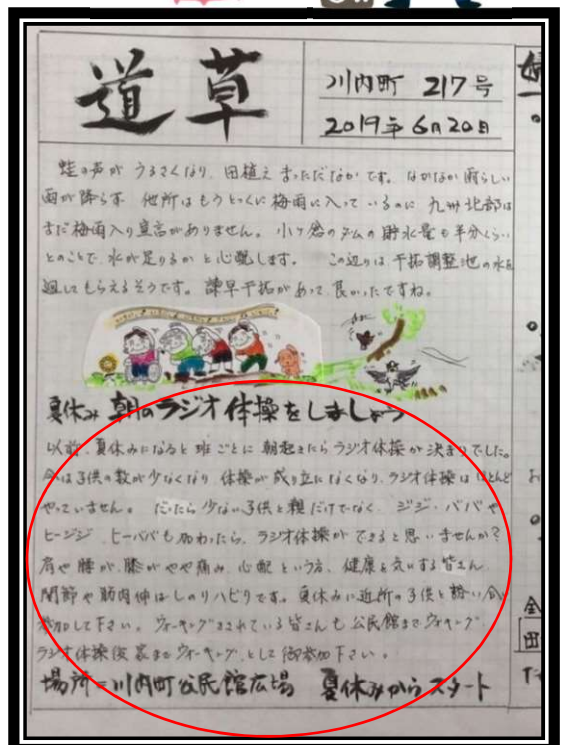 道草
川内町 217号
2019年6月20日
蛙の声が うるさくなり、田植え まっただなかです。なかなか雨らしい
雨が降らず 他所はもうとっくに梅雨に入って いるのに 九州北部は
まだ梅雨入り宣言がありません。小ヶ倉のダムの貯水量も半分くらい
とのことで、水が足りるかと心配します。 この辺りは 干拓調整池の水を
廻してもらえるそうです。諫早干拓があって、良かったですね。
夏休み 朝のラジオ体操をしましょう
以前、夏休みになると 班ごとに 朝起きたら ラジオ体操が 決まりでした。
今は子供の数が少なくなり 体操が 成り立たなくなり、ラジオ体操は ほとんど
やっていません。 だったら 少ない子供と親だけでなく、ジジ・ババや
ヒージジ、ヒーババも加わったら、ラジオ体操が できると思いませんか?
肩や腰が、膝が やや痛み、心配という方、健康を気にする皆さん
関節や筋肉伸ばしのリハビリです。夏休みに近所の子供と誘い合い
参加して下さい。ウォーキングされている皆さんも 公民館までウォーキング
ラジオ体操後 家までウォーキング、として御参加下さい。
場所=川内町公民館広場 夏休みからスタート